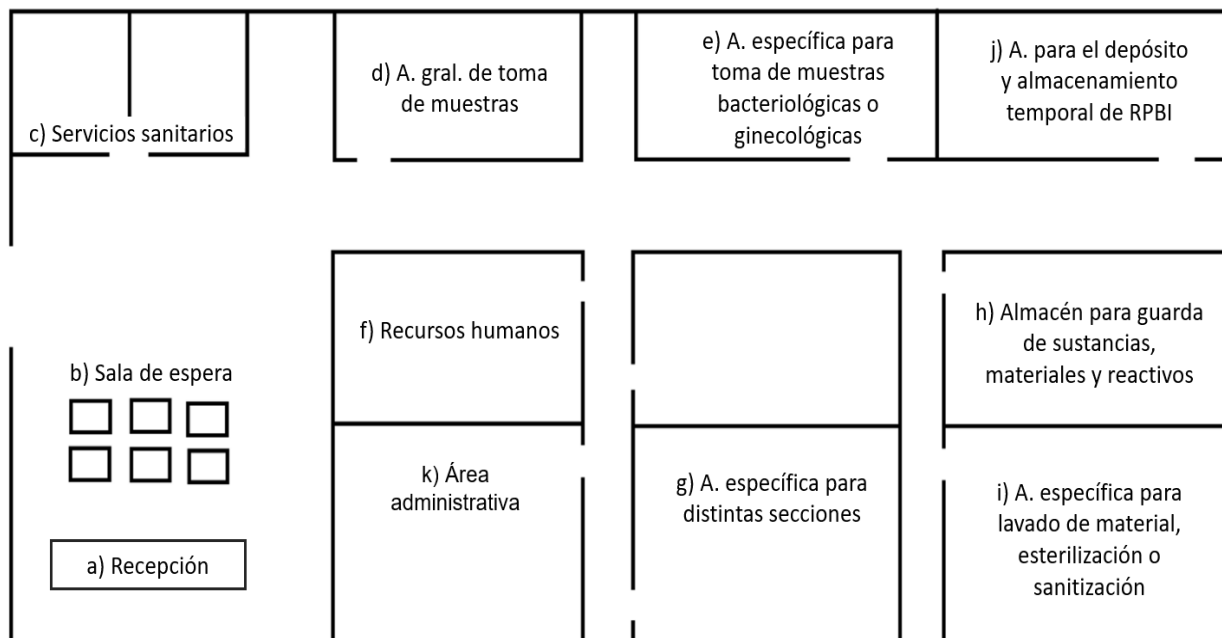 c) Servicios sanitarios
d) A. gral. de toma
de muestras
e) A. específica para
toma de muestras
bacteriológicas o
ginecológicas
j) A. para el depósito
y almacenamiento
temporal de RPBI
b) Sala de espera
a) Recepción
f) Recursos humanos
k) Área
administrativa
g) A. específica para
distintas secciones
h) Almacén para guarda
de sustancias,
materiales y reactivos
i) A. específica para
lavado de material,
esterilización o
sanitización